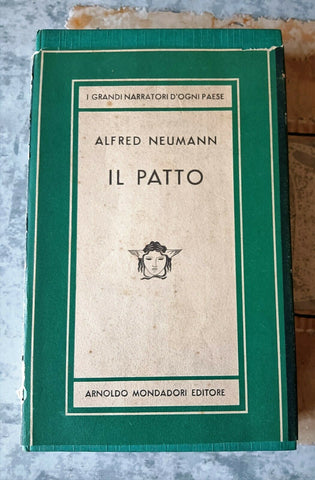 I GRANDI NARRATORI D'OGNI PAESE
ALFRED NEUMANN
IL PATTO
ARNOLDO MONDADORI EDITORE